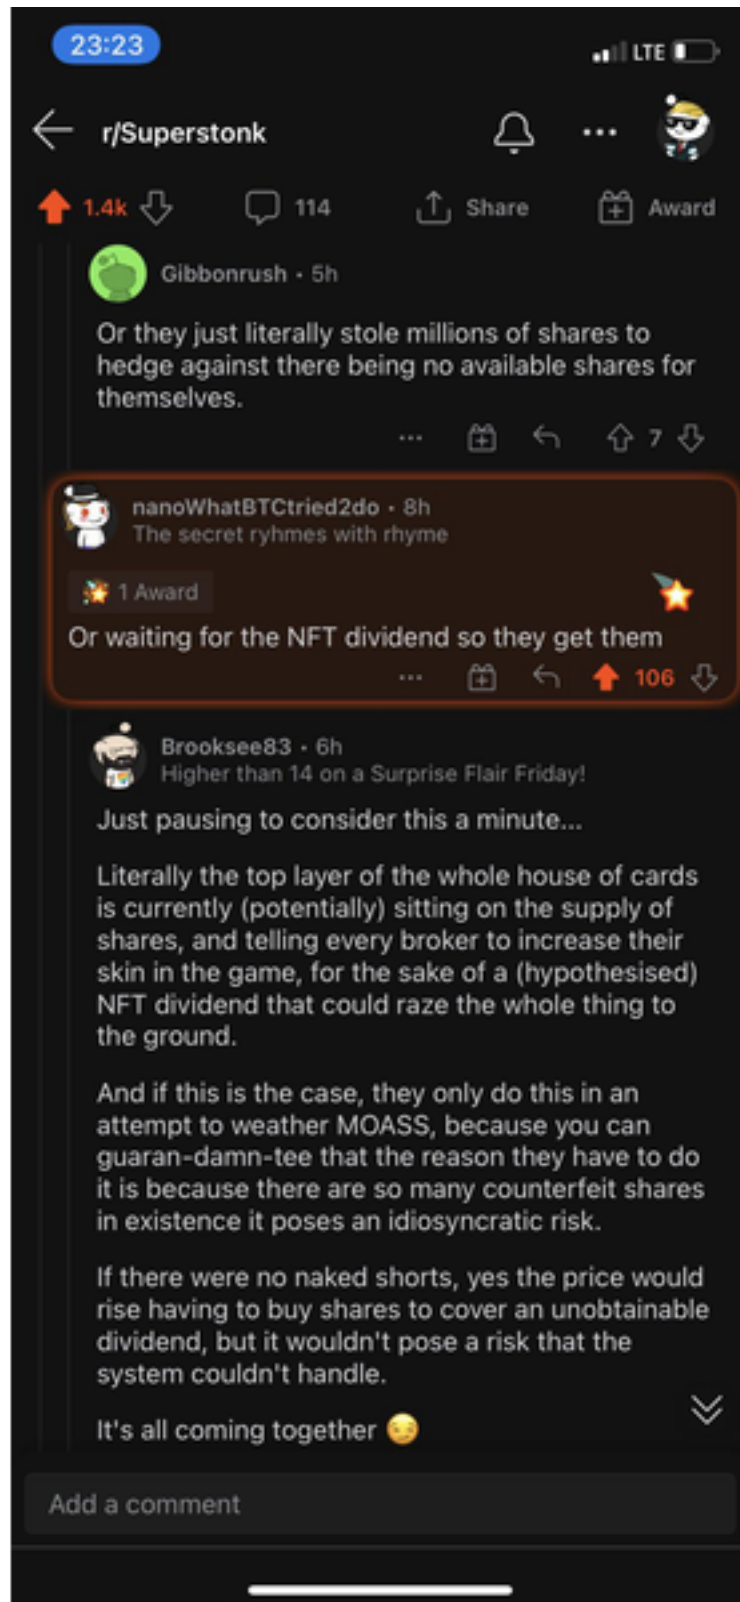 23:23
LTE
r/Superstonk
1.4k
114
Share
Award
Gibbonrush • 5h
Or they just literally stole millions of shares to
hedge against there being no available shares for
themselves.
7
nanoWhatBTCtried2do • 8h
The secret ryhmes with rhyme
1 Award
Or waiting for the NFT dividend so they get them
106
Brooksee83 • 6h
Higher than 14 on a Surprise Flair Friday!
Just pausing to consider this a minute...
Literally the top layer of the whole house of cards
is currently (potentially) sitting on the supply of
shares, and telling every broker to increase their
skin in the game, for the sake of a (hypothesised)
NFT dividend that could raze the whole thing to
the ground.
And if this is the case, they only do this in an
attempt to weather MOASS, because you can
guaran-damn-tee that the reason they have to do
it is because there are so many counterfeit shares
in existence it poses an idiosyncratic risk.
If there were no naked shorts, yes the price would
rise having to buy shares to cover an unobtainable
dividend, but it wouldn't pose a risk that the
system couldn't handle.
It's all coming together 😏
Add a comment